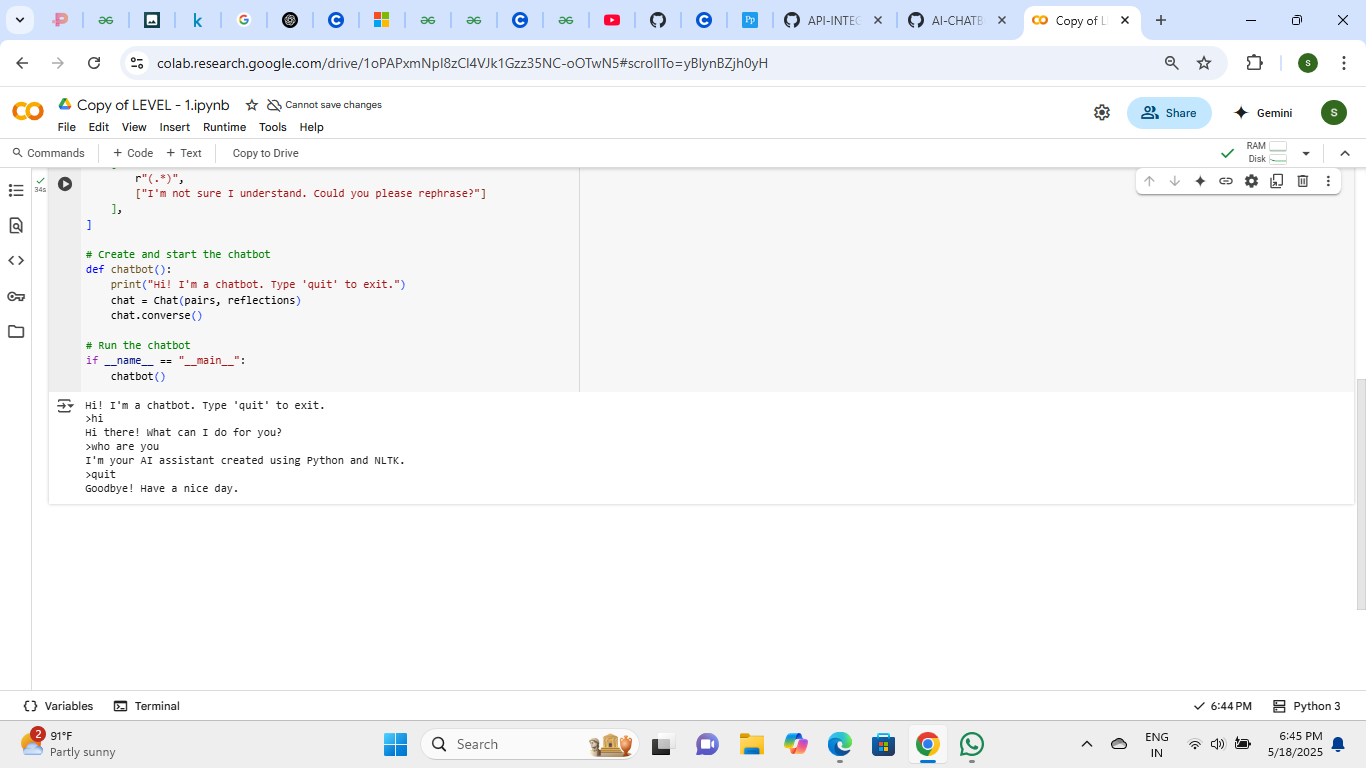 API-INTEC
AI-CHATB
Copy of L
colab.research.google.com/drive/1oPAPxmNpI8zCl4VJk1Gzz35NC-oOTwN5#scrollTo=yBlynBZjh0yH
S
Copy of LEVEL - 1.ipynb
Cannot save changes
File Edit View Insert Runtime Tools Help
Share
Gemini
S
Commands
+ Code + Text
Copy to Drive
RAM
Disk
34s
r"(.*)",
["I'm not sure I understand. Could you please rephrase?"]
],
]
# Create and start the chatbot
def chatbot():
    print("Hi! I'm a chatbot. Type 'quit' to exit.")
    chat = Chat(pairs, reflections)
    chat.converse()
# Run the chatbot
if __name__ == "__main__":
    chatbot()
Hi! I'm a chatbot. Type 'quit' to exit.
>hi
Hi there! What can I do for you?
>who are you
I'm your AI assistant created using Python and NLTK.
>quit
Goodbye! Have a nice day.
Variables
Terminal
6:44 PM
Python 3
2
91°F
Partly sunny
Search
ENG
IN
6:45 PM
5/18/2025